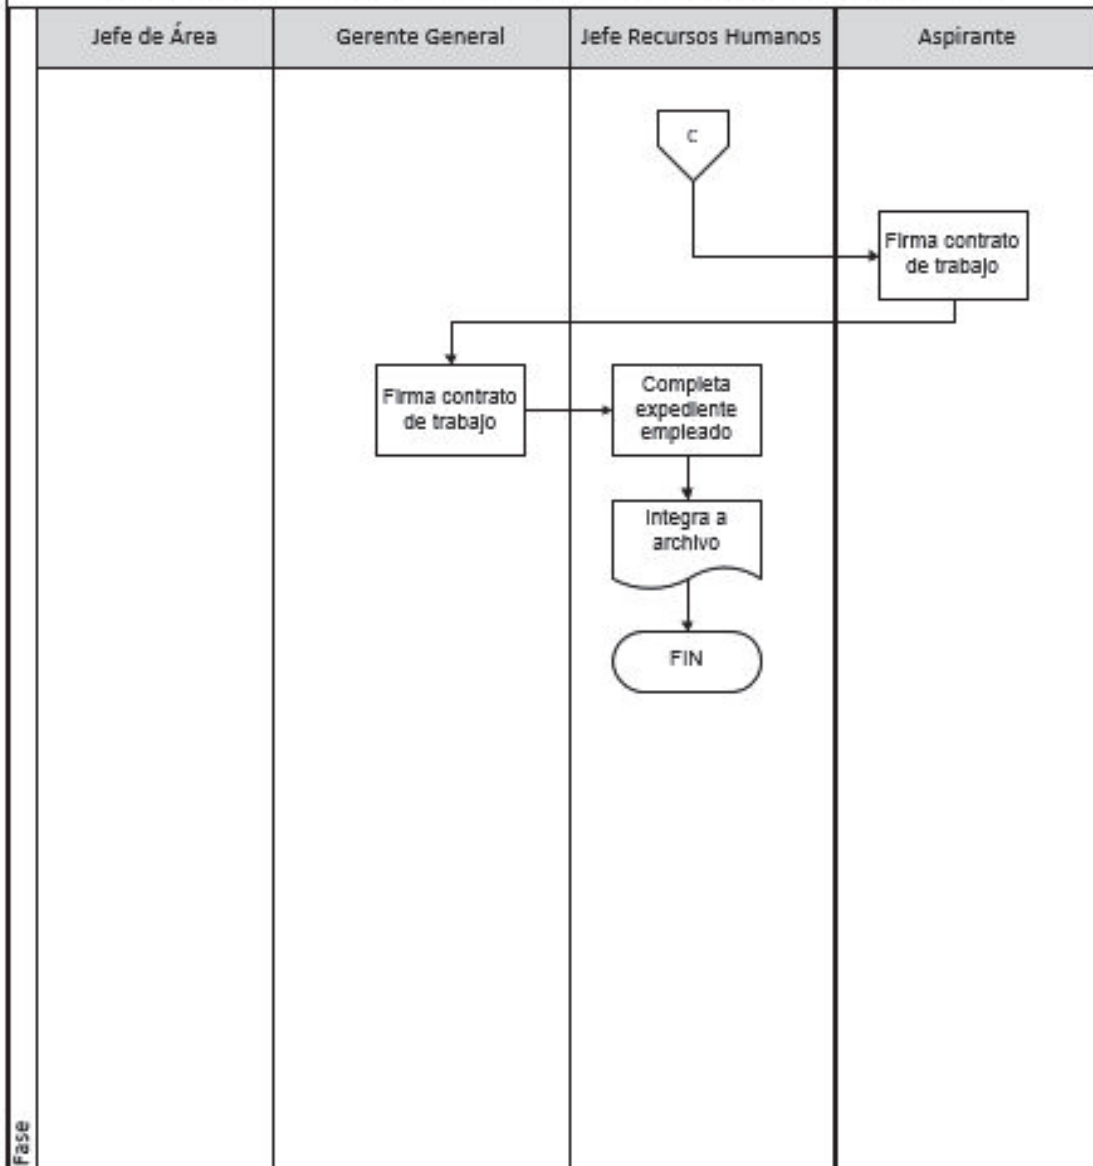 Jefe de Área
Gerente General
Jefe Recursos Humanos
Aspirante
C
Firma contrato
de trabajo
Firma contrato
de trabajo
Completa
expediente
empleado
Integra a
archivo
FIN
Fase